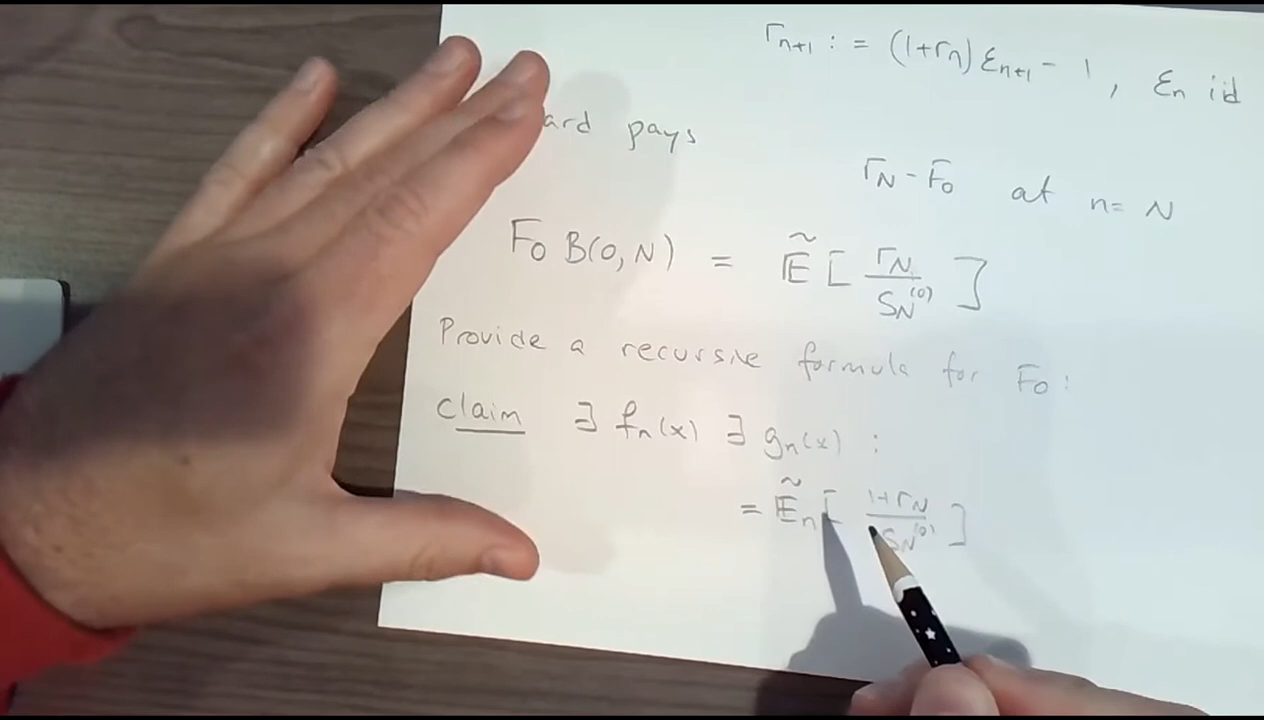 r_{n+1} := (1+r_n) ε_{n+1} - 1 , ε_n iid
ard pays
r_N - F_0 at n = N
F_0 B(0,N) = Ẽ [ r_N / S_N^{(0)} ]
Provide a recursive formula for F_0 :
claim ∃ f_n(x) ∃ g_n(x) :
= Ẽ_n [ 1+r_N / S_N^{(0)} ]